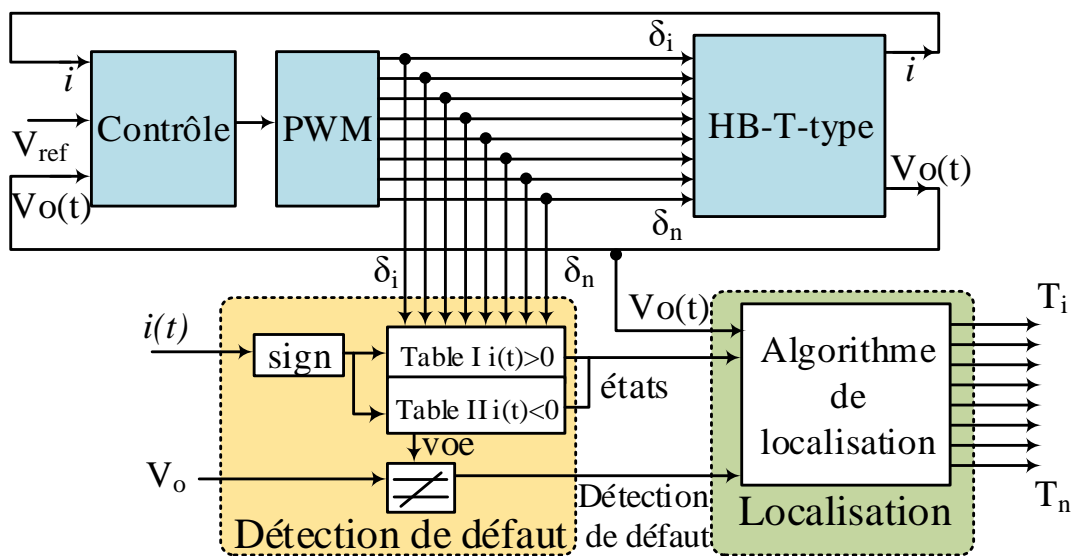 δi
i
i
Contrôle
PWM
HB-T-type
Vref
Vo(t)
Vo(t)
δn
δi
δn
Vo(t)
Ti
i(t)
sign
Table I i(t)>0
Table II i(t)<0
états
Algorithme
de
localisation
voe
Vo
Détection
de défaut
Tn
Détection de défaut
Localisation